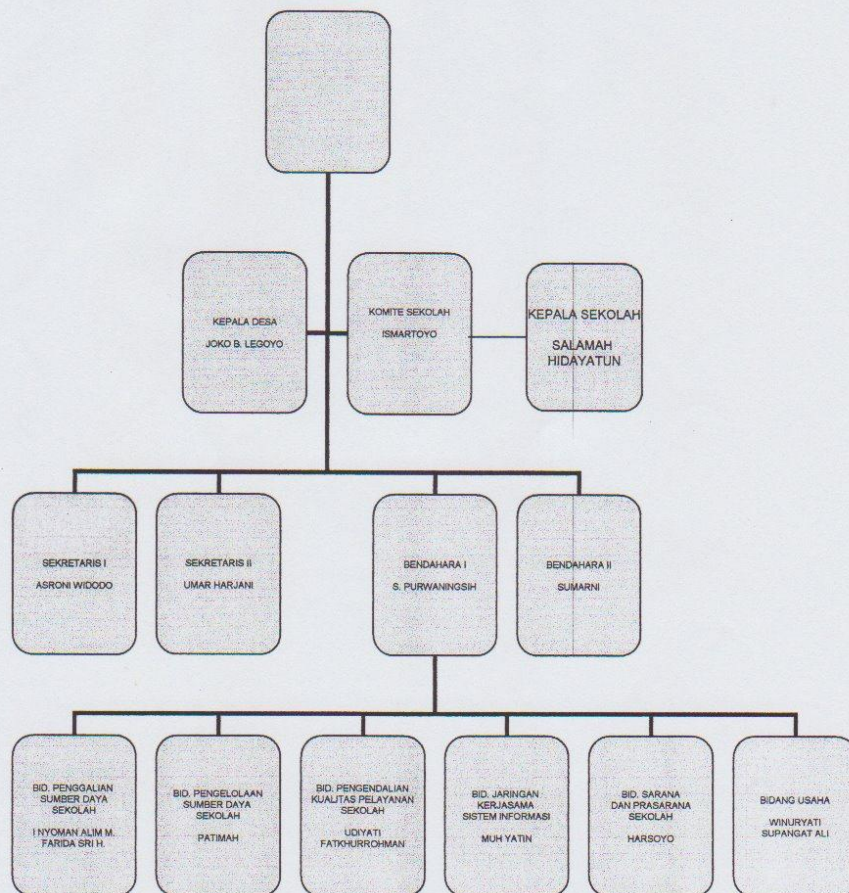 KEPALA DESA
JOKO B. LEGOYO
KOMITE SEKOLAH
ISMARTOYO
KEPALA SEKOLAH
SALAMAH
HIDAYATUN
SEKRETARIS I
ASRONI WIDODO
SEKRETARIS II
UMAR HARJANI
BENDAHARA I
S. PURWANINGSIH
BENDAHARA II
SUMARNI
BID. PENGGALIAN
SUMBER DAYA
SEKOLAH
I NYOMAN ALIM M.
FARIDA SRI H.
BID. PENGELOLAAN
SUMBER DAYA
SEKOLAH
PATIMAH
BID. PENGENDALIAN
KUALITAS PELAYANAN
SEKOLAH
UDIYATI
FATKHURROHMAN
BID. JARINGAN
KERJASAMA
SISTEM INFORMASI
MUH YATIN
BID. SARANA
DAN PRASARANA
SEKOLAH
HARSOYO
BIDANG USAHA
WINURYATI
SUPANGAT ALI